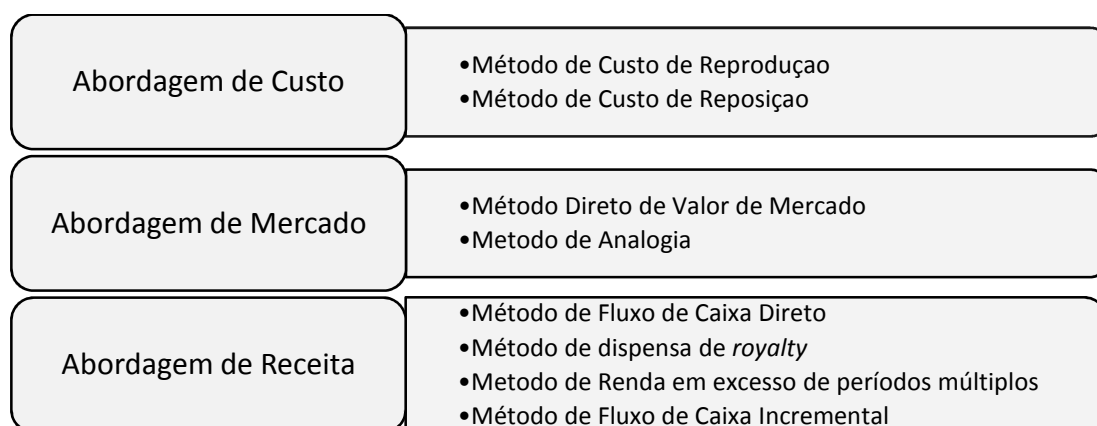 Abordagem de Custo
•Método de Custo de Reproduçao
•Método de Custo de Reposiçao
Abordagem de Mercado
•Método Direto de Valor de Mercado
•Metodo de Analogia
Abordagem de Receita
•Método de Fluxo de Caixa Direto
•Método de dispensa de royalty
•Metodo de Renda em excesso de períodos múltiplos
•Método de Fluxo de Caixa Incremental